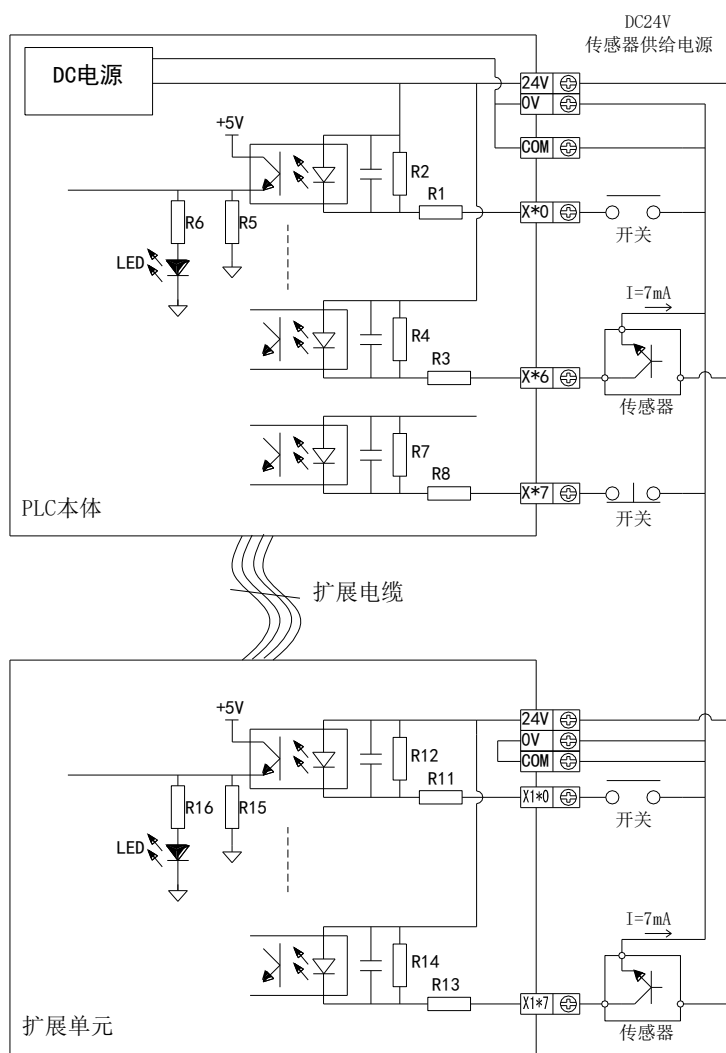 DC24V
传感器供给电源
DC电源
24V
0V
COM
+5V
R2
R1
X*0
开关
R6
R5
LED
I=7mA
R4
R3
X*6
传感器
R7
R8
X*7
开关
PLC本体
扩展电缆
+5V
24V
0V
COM
R12
R11
X1*0
开关
R16
R15
LED
I=7mA
R14
R13
X1*7
传感器
扩展单元